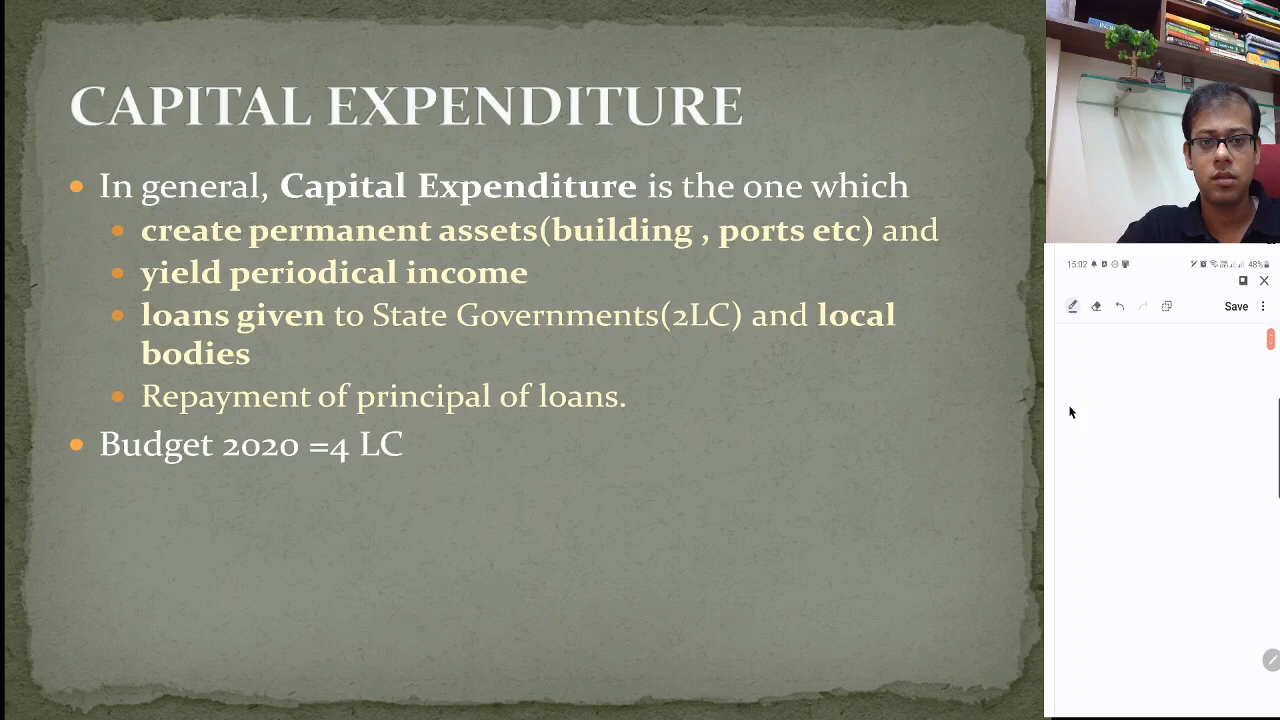 CAPITAL EXPENDITURE
In general, Capital Expenditure is the one which
create permanent assets(building , ports etc) and
yield periodical income
loans given to State Governments(2LC) and local
bodies
Repayment of principal of loans.
Budget 2020 =4 LC
15:02
48%
Save